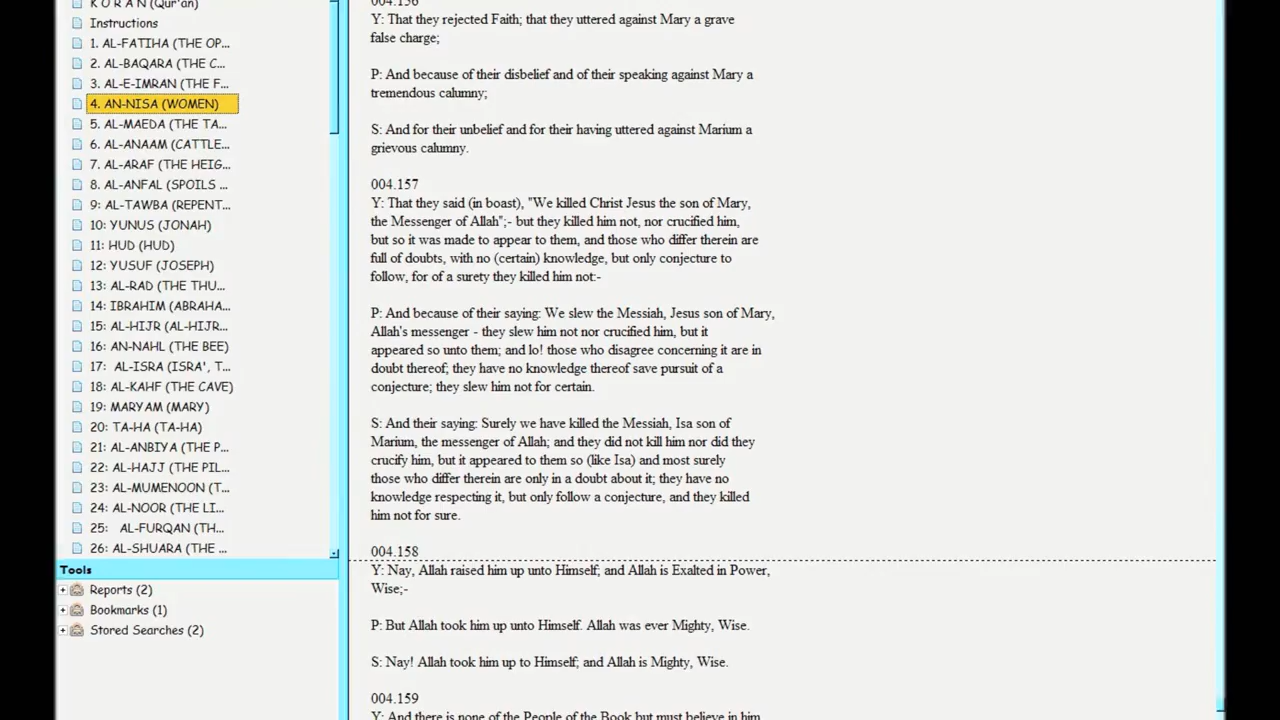 K O R A N (Qur'an)
Instructions
1. AL-FATIHA (THE OP...
2. AL-BAQARA (THE C...
3. AL-E-IMRAN (THE F...
4. AN-NISA (WOMEN)
5. AL-MAEDA (THE TA...
6. AL-ANAAM (CATTLE...
7. AL-ARAF (THE HEIG...
8. AL-ANFAL (SPOILS ...
9: AL-TAWBA (REPENT...
10: YUNUS (JONAH)
11: HUD (HUD)
12: YUSUF (JOSEPH)
13: AL-RAD (THE THU...
14: IBRAHIM (ABRAHA...
15: AL-HIJR (AL-HIJR...
16: AN-NAHL (THE BEE)
17: AL-ISRA (ISRA', T...
18: AL-KAHF (THE CAVE)
19: MARYAM (MARY)
20: TA-HA (TA-HA)
21: AL-ANBIYA (THE P...
22: AL-HAJJ (THE PIL...
23: AL-MUMENOON (T...
24: AL-NOOR (THE LI...
25: AL-FURQAN (TH...
26: AL-SHUARA (THE ...
Tools
Reports (2)
Bookmarks (1)
Stored Searches (2)
004.156
Y: That they rejected Faith; that they uttered against Mary a grave
false charge;
P: And because of their disbelief and of their speaking against Mary a
tremendous calumny;
S: And for their unbelief and for their having uttered against Marium a
grievous calumny.
004.157
Y: That they said (in boast), "We killed Christ Jesus the son of Mary,
the Messenger of Allah";- but they killed him not, nor crucified him,
but so it was made to appear to them, and those who differ therein are
full of doubts, with no (certain) knowledge, but only conjecture to
follow, for of a surety they killed him not:-
P: And because of their saying: We slew the Messiah, Jesus son of Mary,
Allah's messenger - they slew him not nor crucified him, but it
appeared so unto them; and lo! those who disagree concerning it are in
doubt thereof; they have no knowledge thereof save pursuit of a
conjecture; they slew him not for certain.
S: And their saying: Surely we have killed the Messiah, Isa son of
Marium, the messenger of Allah; and they did not kill him nor did they
crucify him, but it appeared to them so (like Isa) and most surely
those who differ therein are only in a doubt about it; they have no
knowledge respecting it, but only follow a conjecture, and they killed
him not for sure.
004.158
Y: Nay, Allah raised him up unto Himself; and Allah is Exalted in Power,
Wise;-
P: But Allah took him up unto Himself. Allah was ever Mighty, Wise.
S: Nay! Allah took him up to Himself; and Allah is Mighty, Wise.
004.159
Y: And there is none of the People of the Book but must believe in him